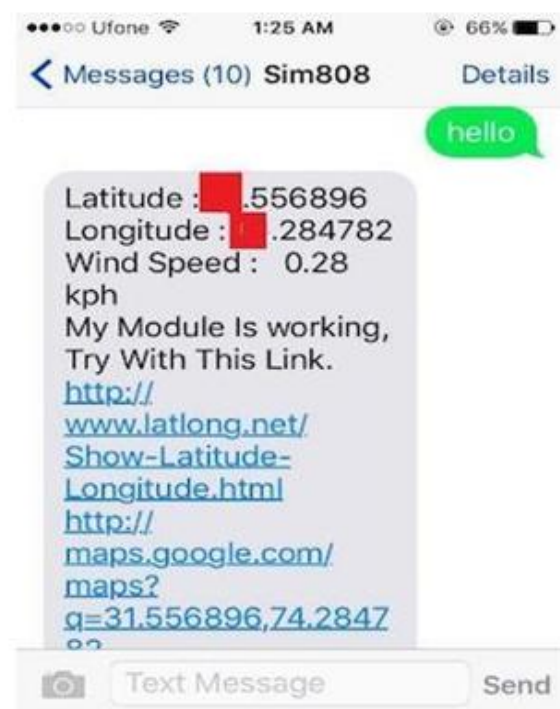 Ufone 1:25 AM 66%
Messages (10) Sim808 Details
hello
Latitude : .556896
Longitude : .284782
Wind Speed : 0.28
kph
My Module Is working,
Try With This Link.
http://
www.latlong.net/
Show-Latitude-
Longitude.html
http://
maps.google.com/
maps?
q=31.556896,74.2847
Text Message Send